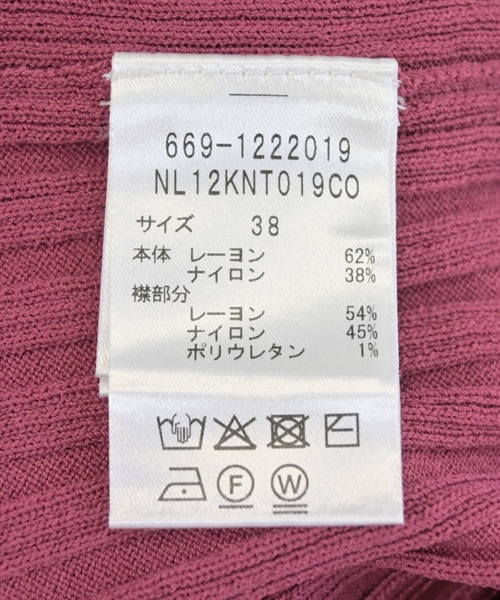 669-1222019
NL12KNT019CO
サイズ 38
本体 レーヨン 62%
ナイロン 38%
襟部分
レーヨン 54%
ナイロン 45%
ポリウレタン 1%
F W